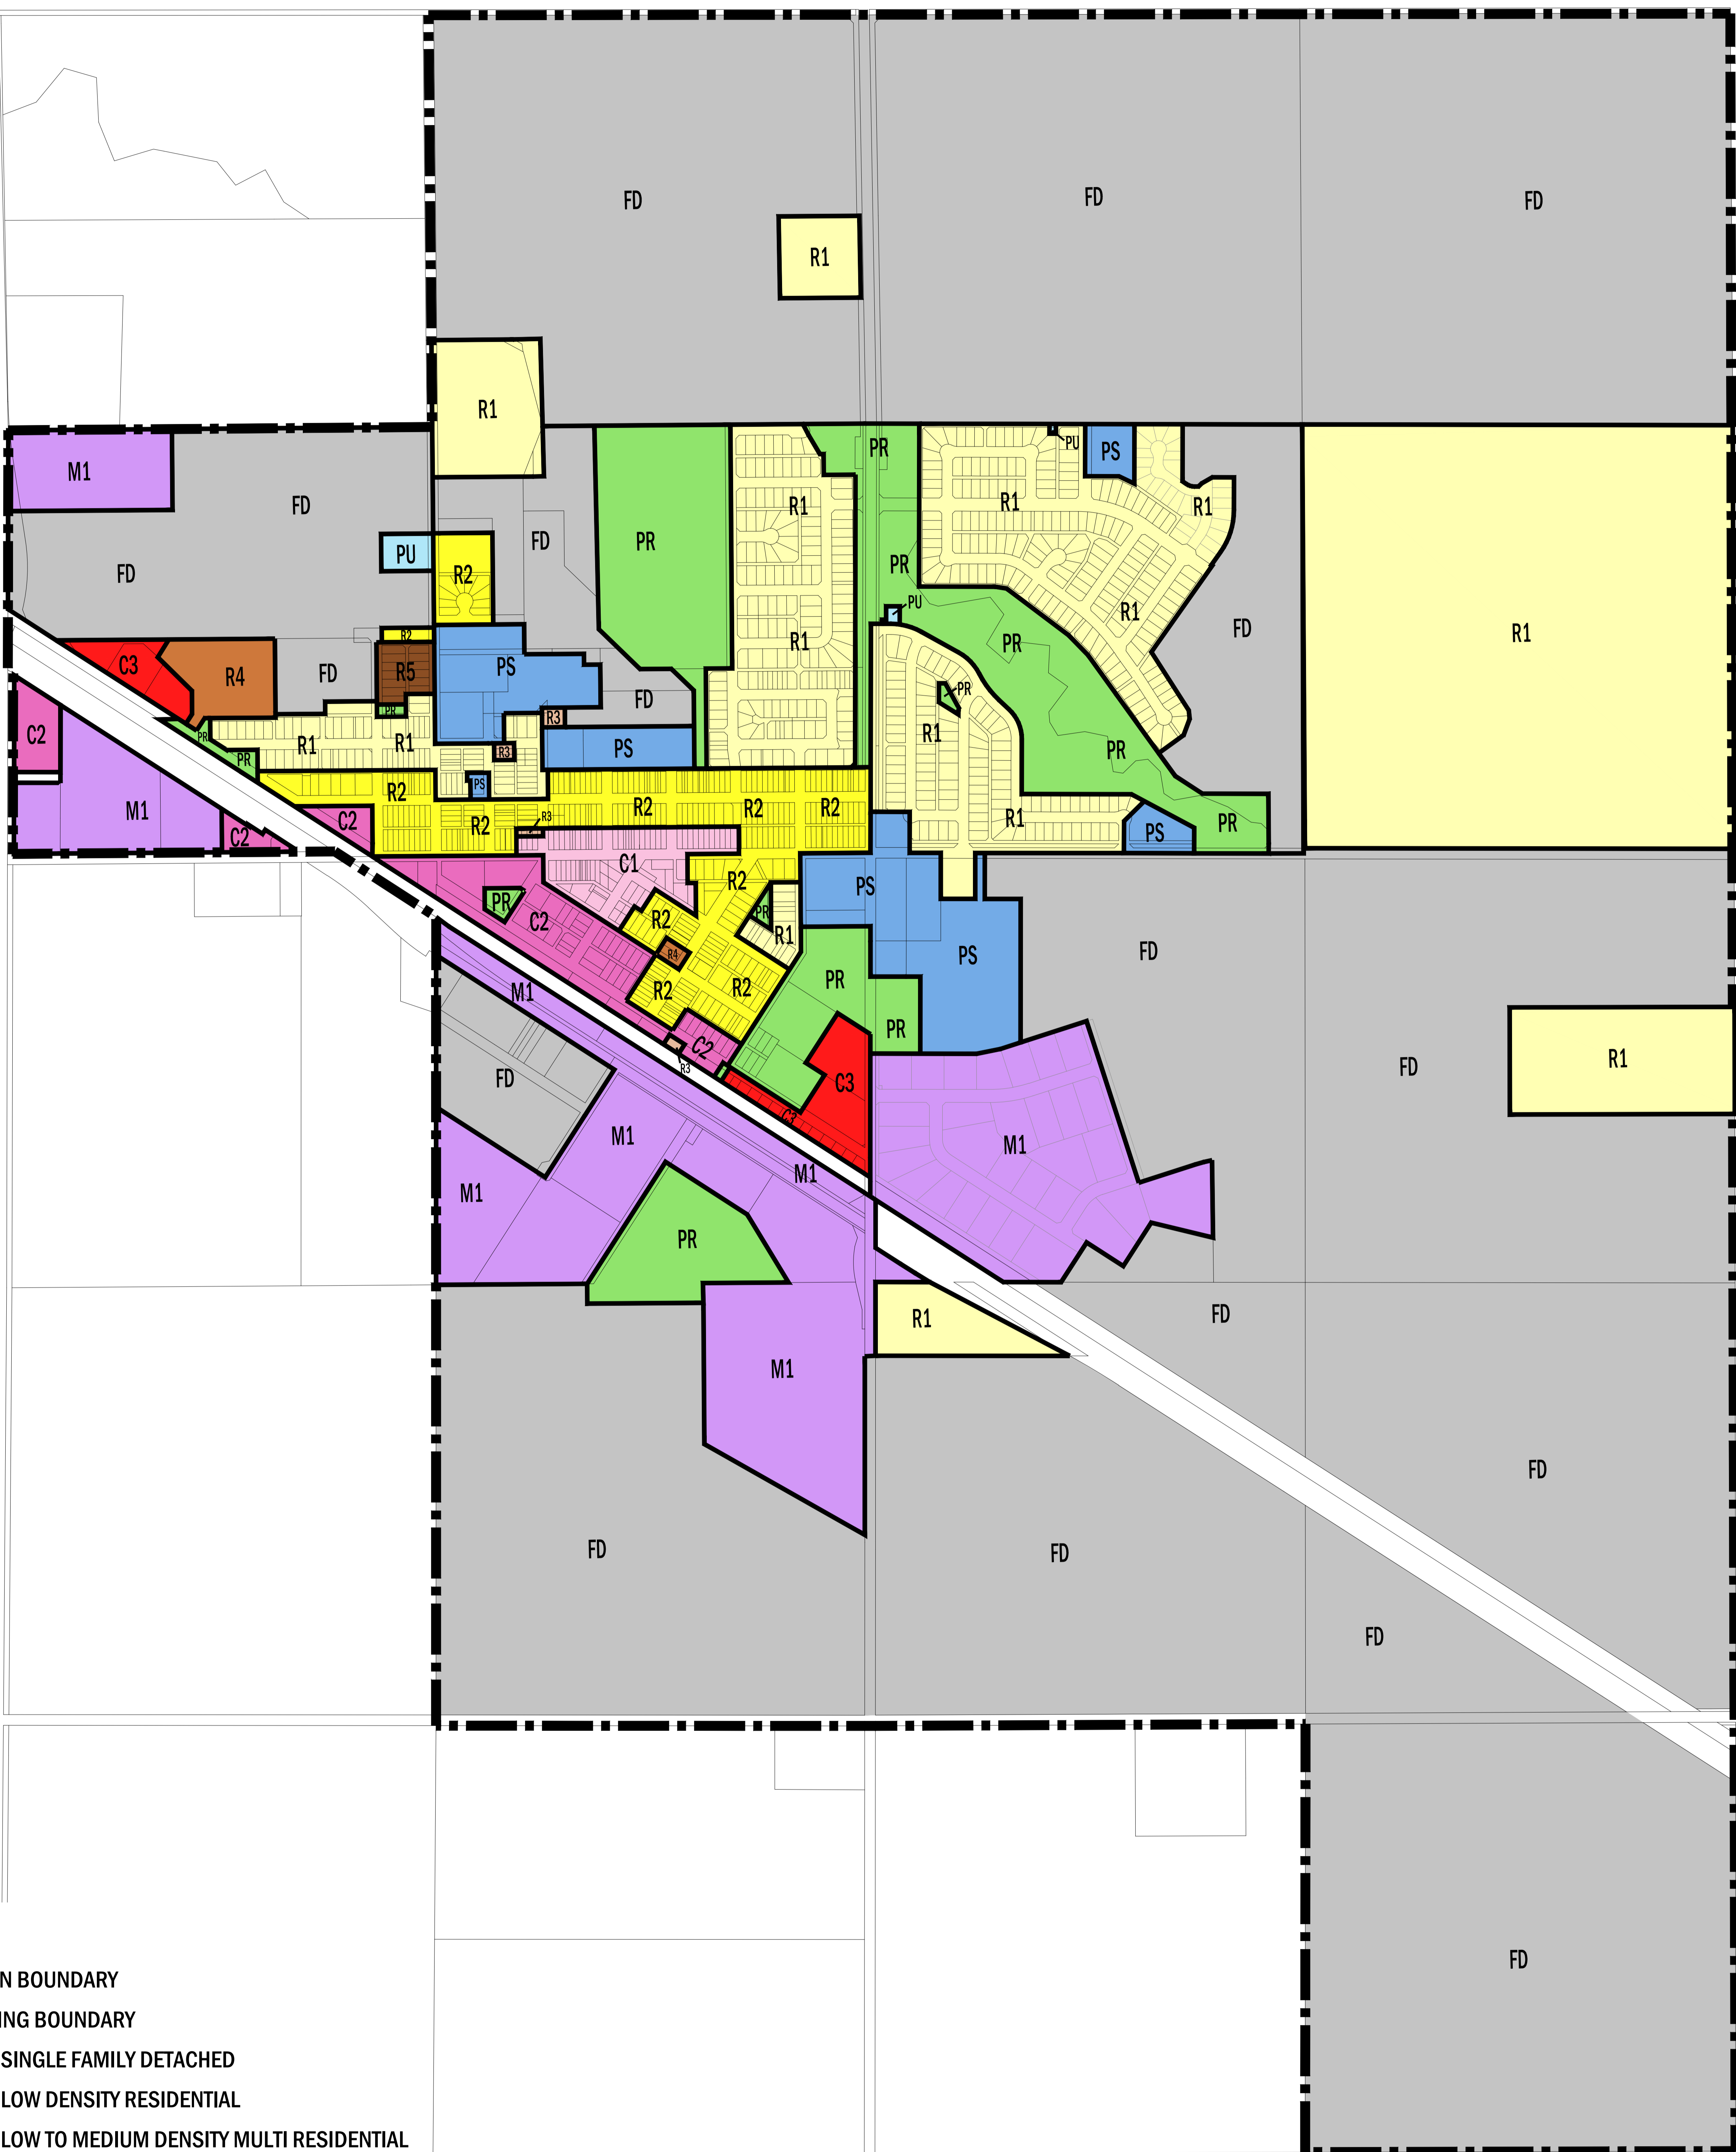 FD
FD
FD
R1
R1
M1
FD
PR
PU
PS
R1
R1
R1
FD
PR
FD
PU
R2
PR
FD
PU
R1
R1
R2
PR
R1
FD
C3
R4
FD
R5
PS
PR
FD
PR
R3
R1
C2
PR
PR
R1
R1
R3
PS
PR
PS
R2
R2
R2
R2
M1
R3
R1
PR
C2
C2
R2
PS
C1
R2
PS
PR
C2
R2
PR
R1
FD
R4
PS
M1
R2
R2
PR
PR
C2
FD
R1
R3
FD
C3
C3
M1
M1
M1
M1
PR
R1
FD
M1
FD
FD
FD
FD
FD
N BOUNDARY
ING BOUNDARY
SINGLE FAMILY DETACHED
LOW DENSITY RESIDENTIAL
LOW TO MEDIUM DENSITY MULTI RESIDENTIAL